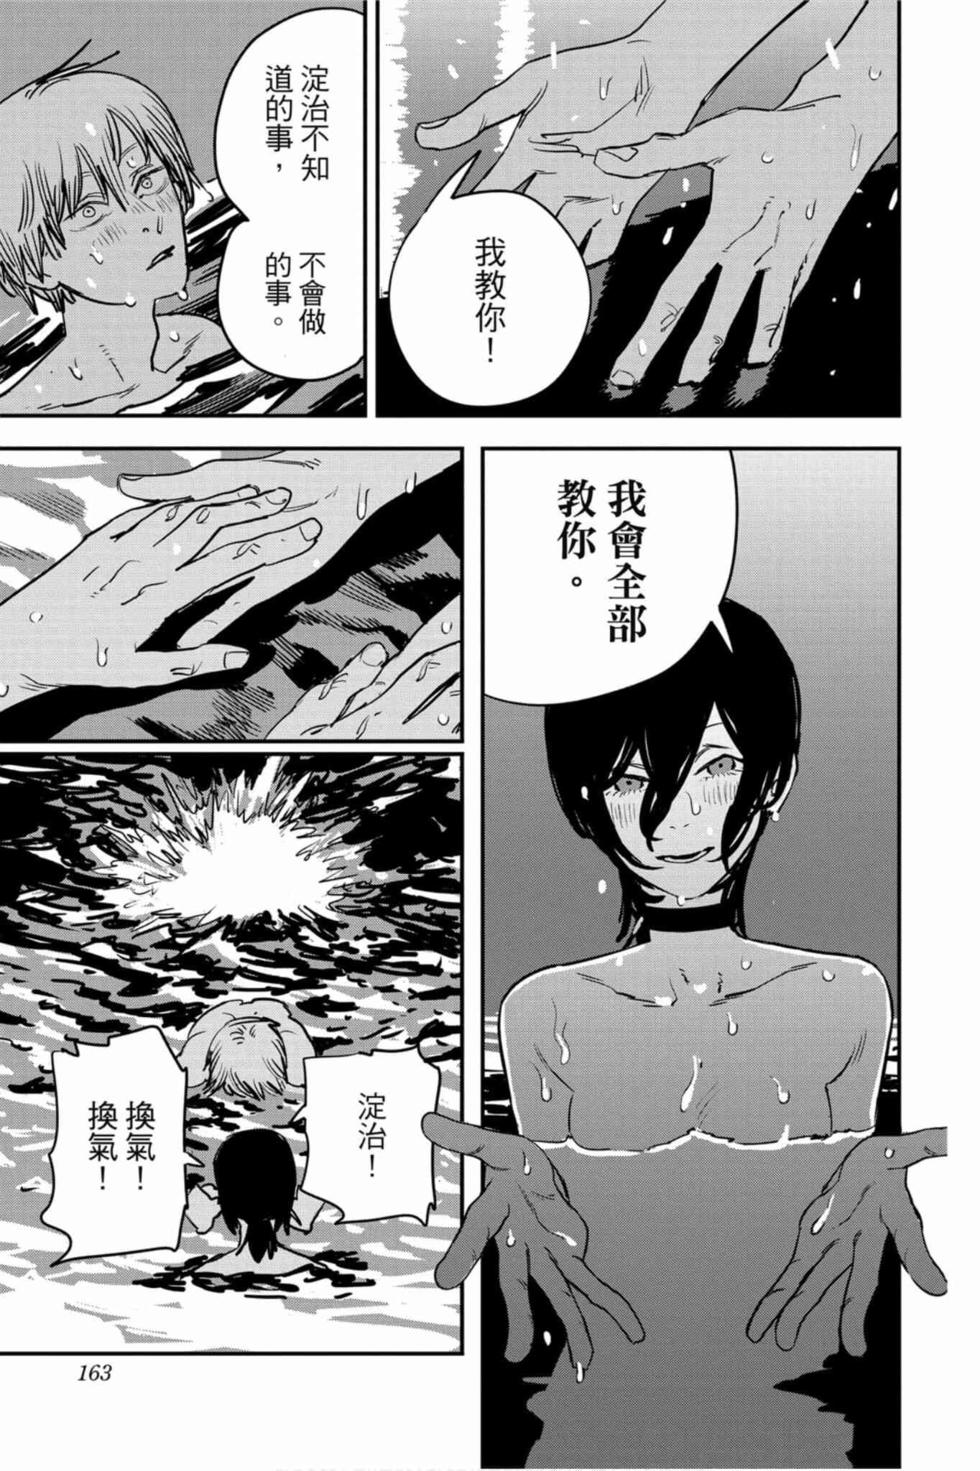 我教你！
淀治不知
道的事，
不會做
的事。
我會全部
教你。
淀治！
換氣！
換氣！
163